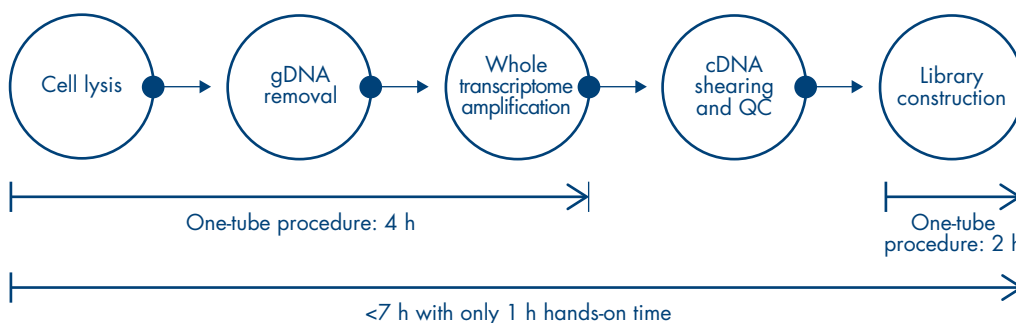 Cell lysis
gDNA
removal
Whole
transcriptome
amplification
cDNA
shearing
and QC
Library
construction
One-tube procedure: 4 h
One-tube
procedure: 2 h
<7 h with only 1 h hands-on time